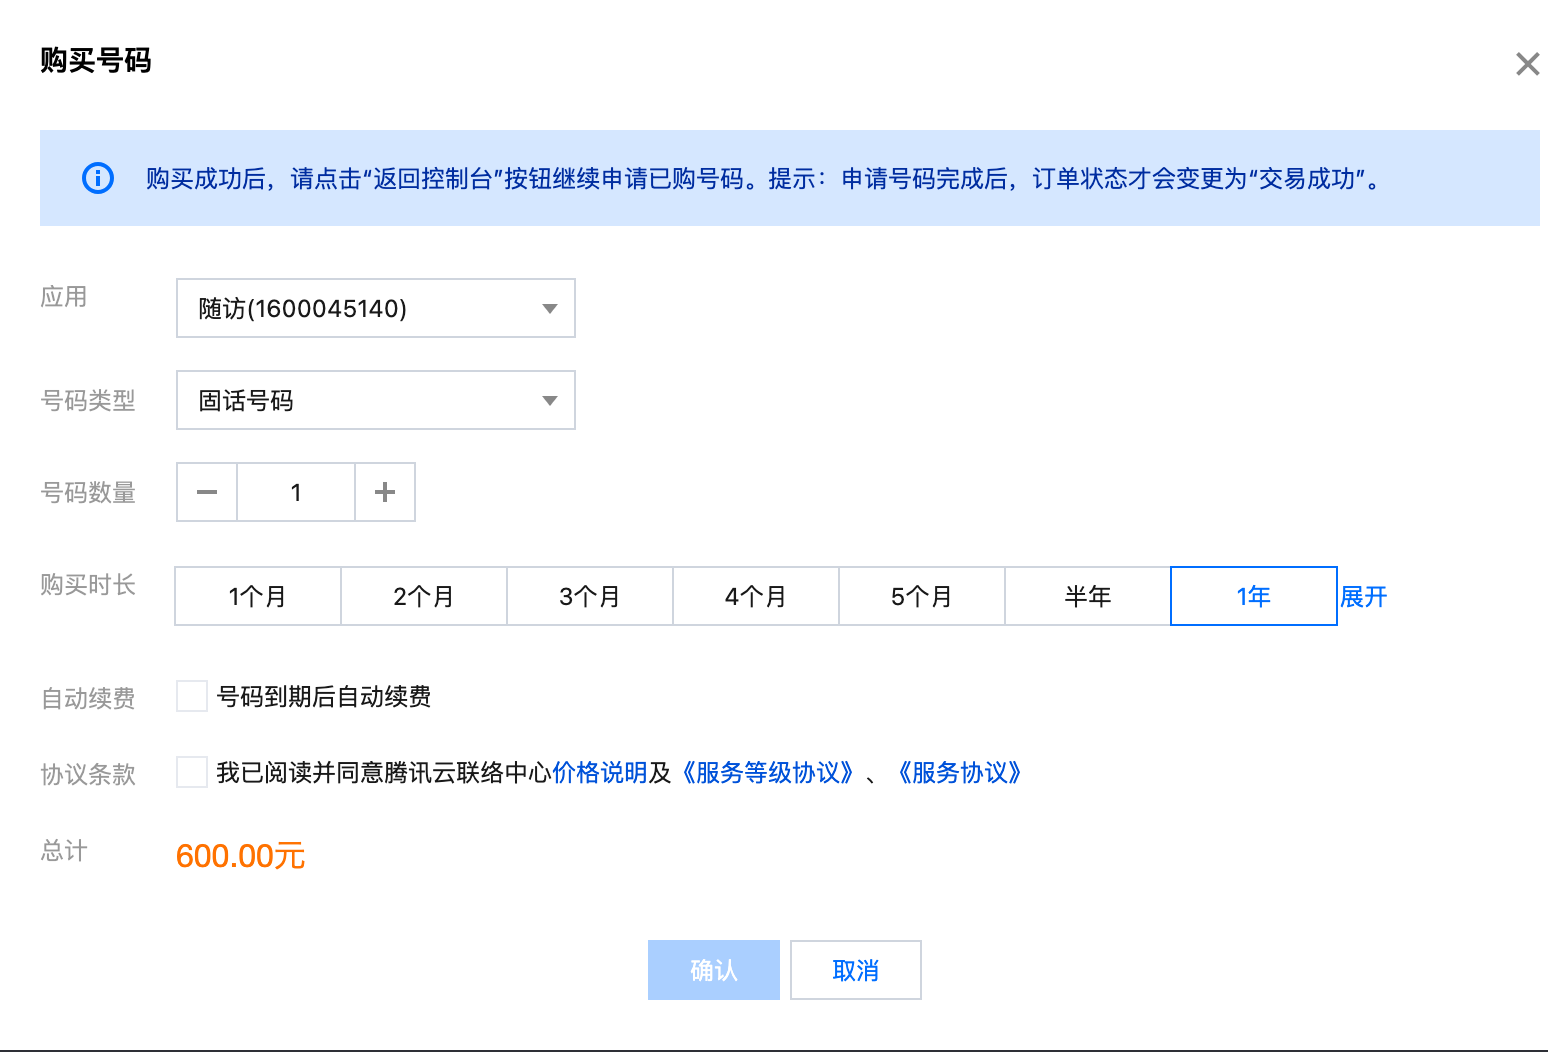 购买号码
购买成功后，请点击“返回控制台”按钮继续申请已购号码。提示：申请号码完成后，订单状态才会变更为“交易成功”。
应用
随访(1600045140)
号码类型
固话号码
号码数量
1
购买时长
1个月 2个月 3个月 4个月 5个月 半年 1年 展开
自动续费
号码到期后自动续费
协议条款
我已阅读并同意腾讯云联络中心价格说明及《服务等级协议》、《服务协议》
总计
600.00元
确认 取消